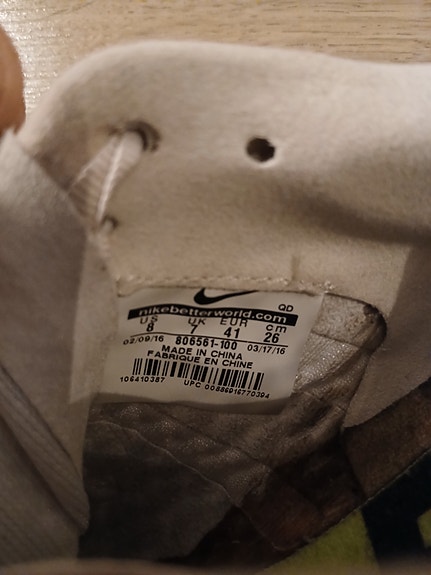 QD
nikebetterworld.com
US UK EUR cm
8 7 41 26
02/09/16 806561-100 03/17/16
MADE IN CHINA
FABRIQUE EN CHINE
106410387 UPC 00886916770394